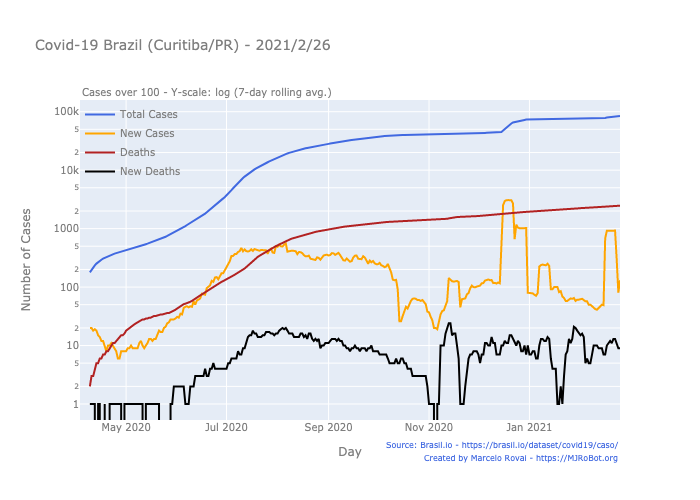 Covid-19 Brazil (Curitiba/PR) - 2021/2/26
Cases over 100 - Y-scale: log (7-day rolling avg.)
Total Cases
New Cases
Deaths
New Deaths
Number of Cases
100k
5
2
10k
5
2
1000
5
2
100
5
2
10
5
2
1
May 2020
Jul 2020
Sep 2020
Nov 2020
Jan 2021
Day
Source: Brasil.io - https://brasil.io/dataset/covid19/caso/
Created by Marcelo Rovai - https://MJRoBot.org